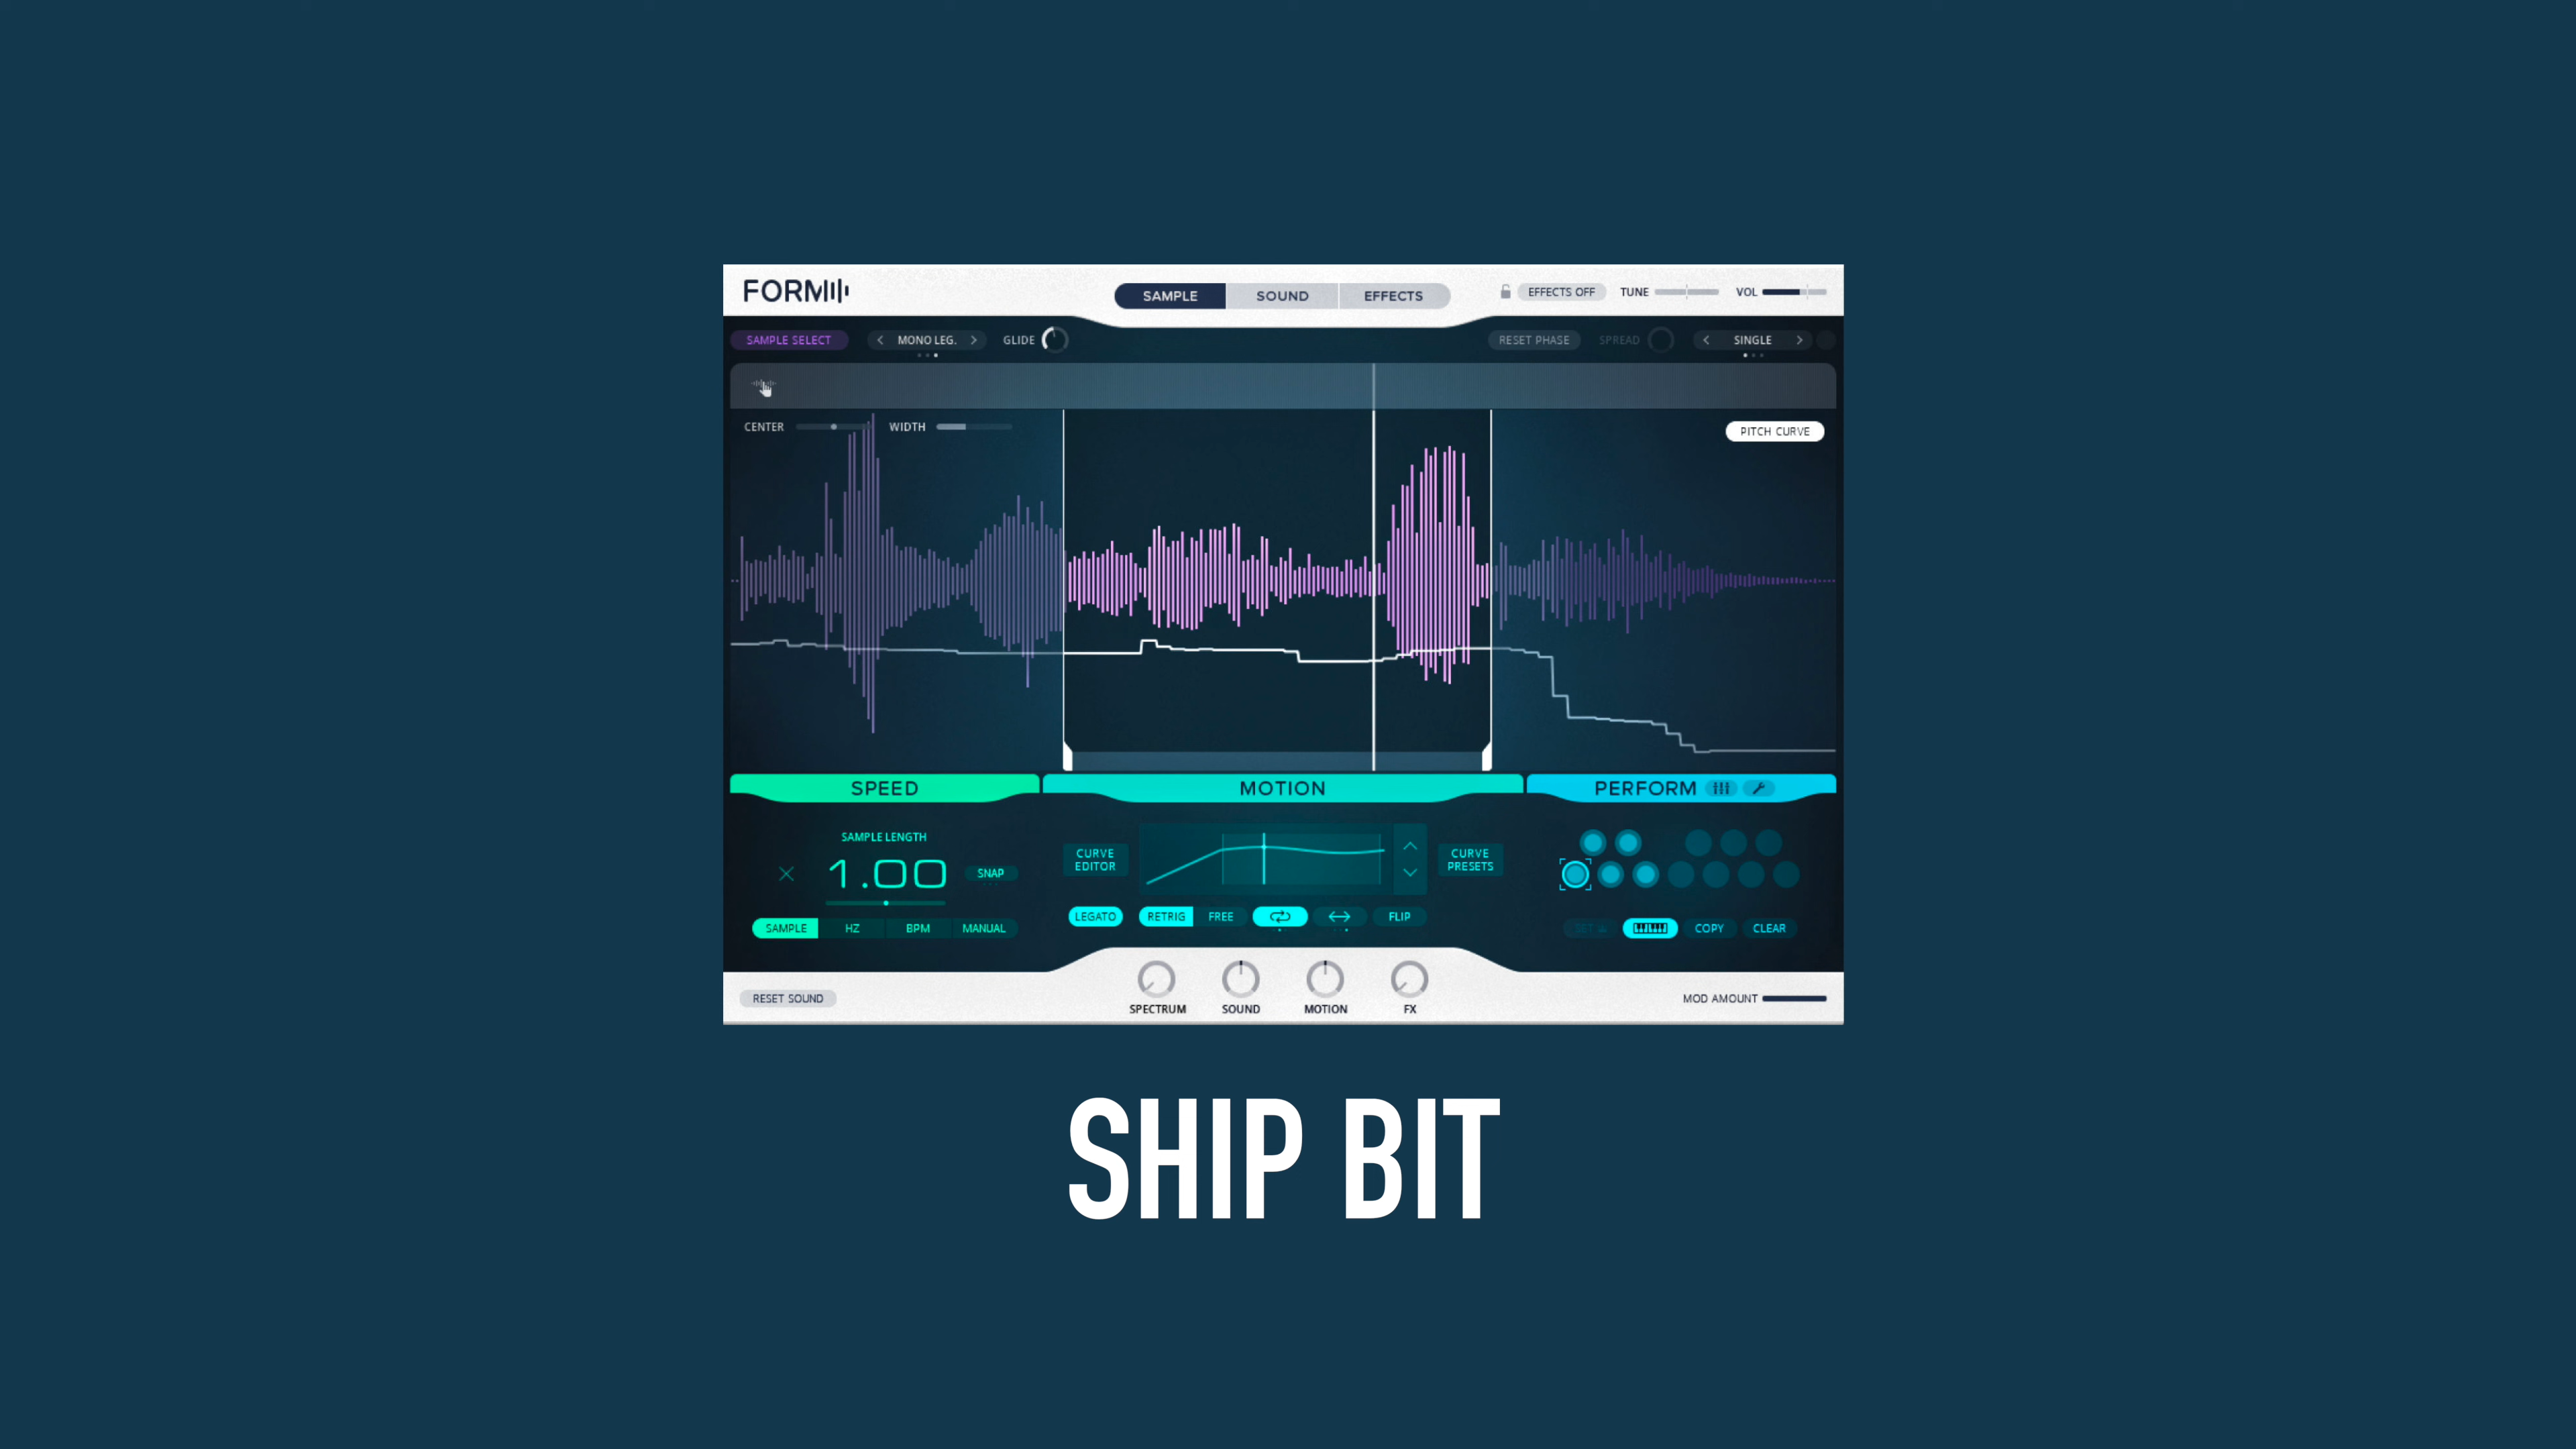 FORM
SAMPLE SOUND EFFECTS EFFECTS OFF TUNE VOL
SAMPLE SELECT MONO LEG. GLIDE RESET PHASE SPREAD SINGLE
CENTER WIDTH PITCH CURVE
SPEED MOTION PERFORM
SAMPLE LENGTH
1.00 SNAP
SAMPLE HZ BPM MANUAL
CURVE EDITOR
CURVE PRESETS
LEGATO RETRIG FREE FLIP
SET COPY CLEAR
RESET SOUND SPECTRUM SOUND MOTION FX MOD AMOUNT
SHIP BIT